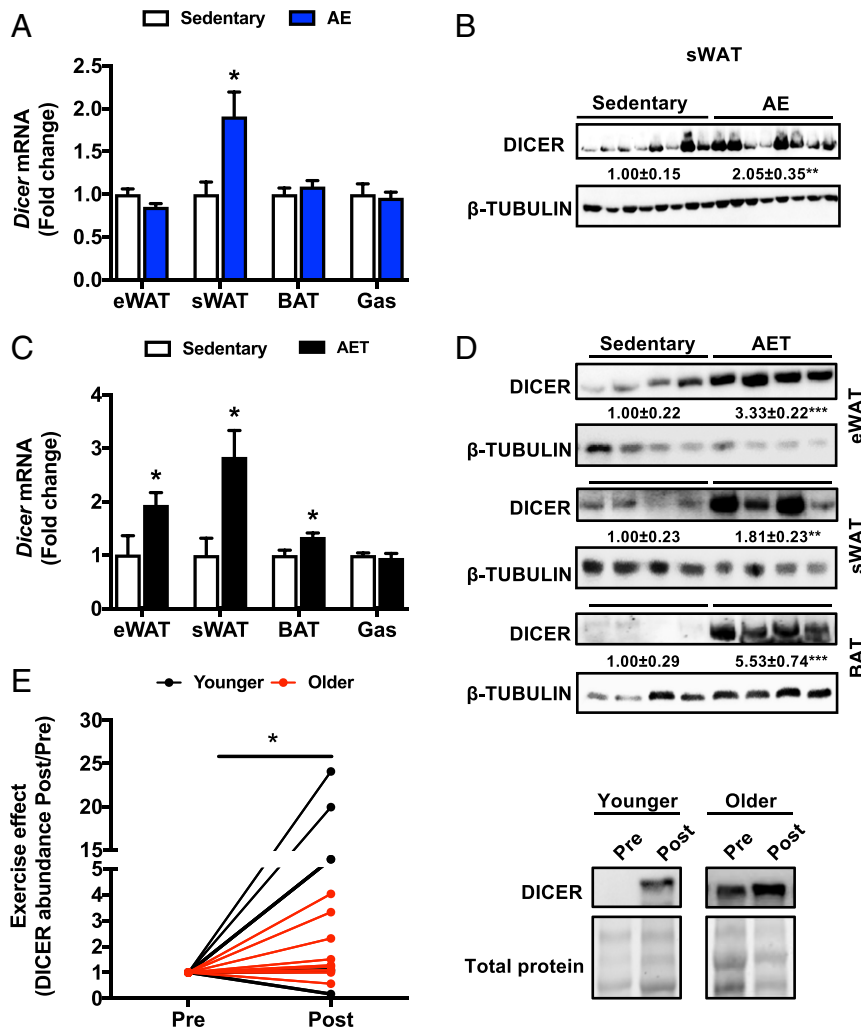 A
Sedentary AE
Dicer mRNA
(Fold change)
2.5
2.0
1.5
1.0
0.5
0.0
*
eWAT sWAT BAT Gas
B
sWAT
Sedentary AE
DICER
1.00±0.15 2.05±0.35**
β-TUBULIN
C
Sedentary AET
Dicer mRNA
(Fold change)
4
3
2
1
0
* * *
eWAT sWAT BAT Gas
D
Sedentary AET
DICER
1.00±0.22 3.33±0.22***
β-TUBULIN
eWAT
DICER
1.00±0.23 1.81±0.23**
β-TUBULIN
sWAT
DICER
1.00±0.29 5.53±0.74***
β-TUBULIN
BAT
E
Younger Older
Exercise effect
(DICER abundance Post/Pre)
30
25
20
15
5
4
3
2
1
0
*
Pre Post
Younger Older
Pre Post Pre Post
DICER
Total protein